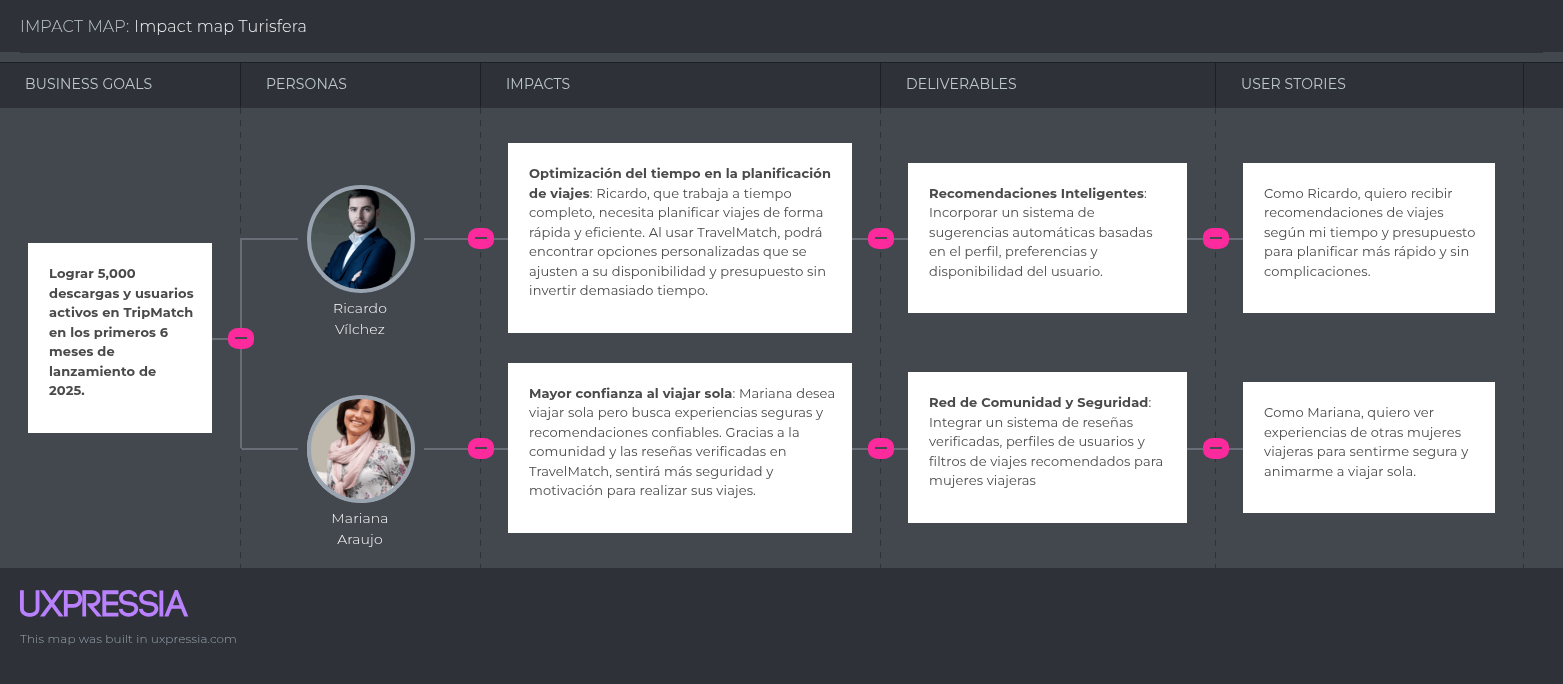 IMPACT MAP: Impact map Turisfera
BUSINESS GOALS
PERSONAS
IMPACTS
DELIVERABLES
USER STORIES
Lograr 5,000
descargas y usuarios
activos en TripMatch
en los primeros 6
meses de
lanzamiento de
2025.
Ricardo
Vílchez
Optimización del tiempo en la planificación
de viajes: Ricardo, que trabaja a tiempo
completo, necesita planificar viajes de forma
rápida y eficiente. Al usar TravelMatch, podrá
encontrar opciones personalizadas que se
ajusten a su disponibilidad y presupuesto sin
invertir demasiado tiempo.
Recomendaciones Inteligentes:
Incorporar un sistema de
sugerencias automáticas basadas
en el perfil, preferencias y
disponibilidad del usuario.
Como Ricardo, quiero recibir
recomendaciones de viajes
según mi tiempo y presupuesto
para planificar más rápido y sin
complicaciones.
Mariana
Araujo
Mayor confianza al viajar sola: Mariana desea
viajar sola pero busca experiencias seguras y
recomendaciones confiables. Gracias a la
comunidad y las reseñas verificadas en
TravelMatch, sentirá más seguridad y
motivación para realizar sus viajes.
Red de Comunidad y Seguridad:
Integrar un sistema de reseñas
verificadas, perfiles de usuarios y
filtros de viajes recomendados para
mujeres viajeras
Como Mariana, quiero ver
experiencias de otras mujeres
viajeras para sentirme segura y
animarme a viajar sola.
UXPRESSIA
This map was built in uxpressia.com